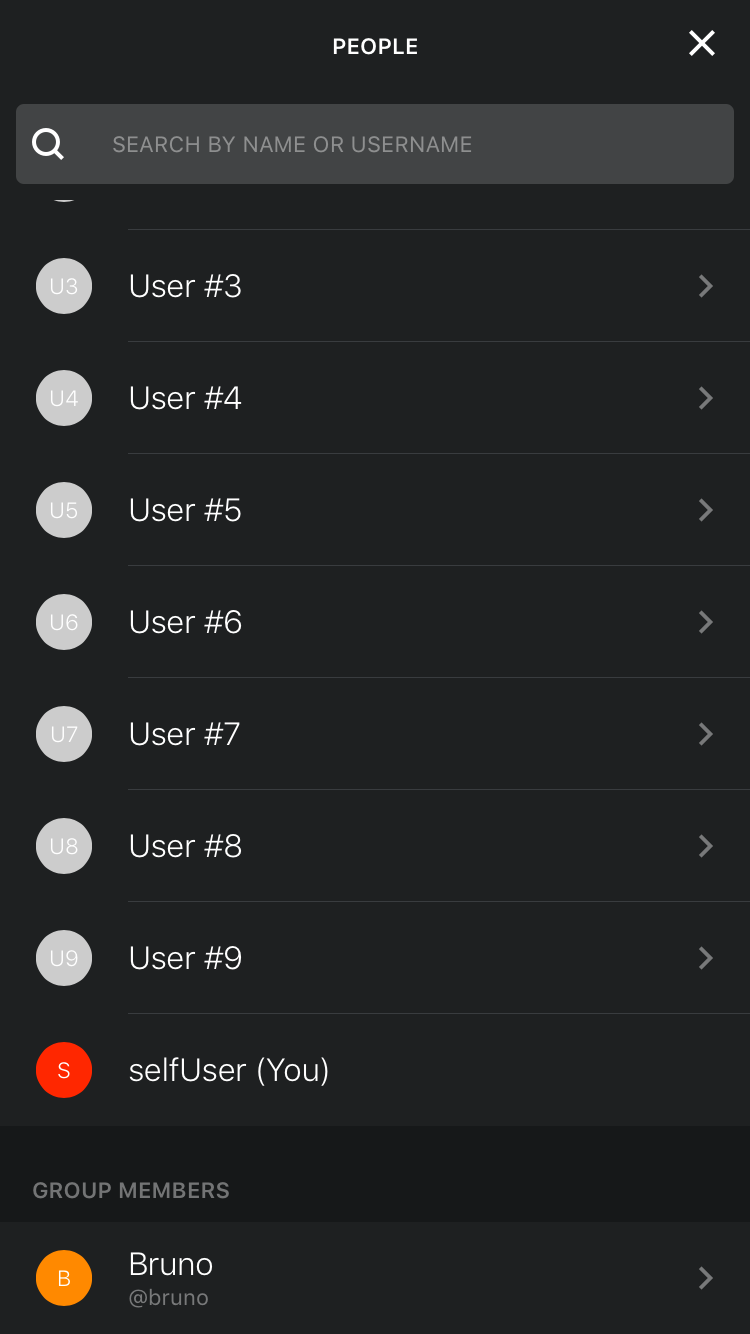 PEOPLE
SEARCH BY NAME OR USERNAME
U3 User #3
U4 User #4
U5 User #5
U6 User #6
U7 User #7
U8 User #8
U9 User #9
S selfUser (You)
GROUP MEMBERS
B Bruno
@bruno